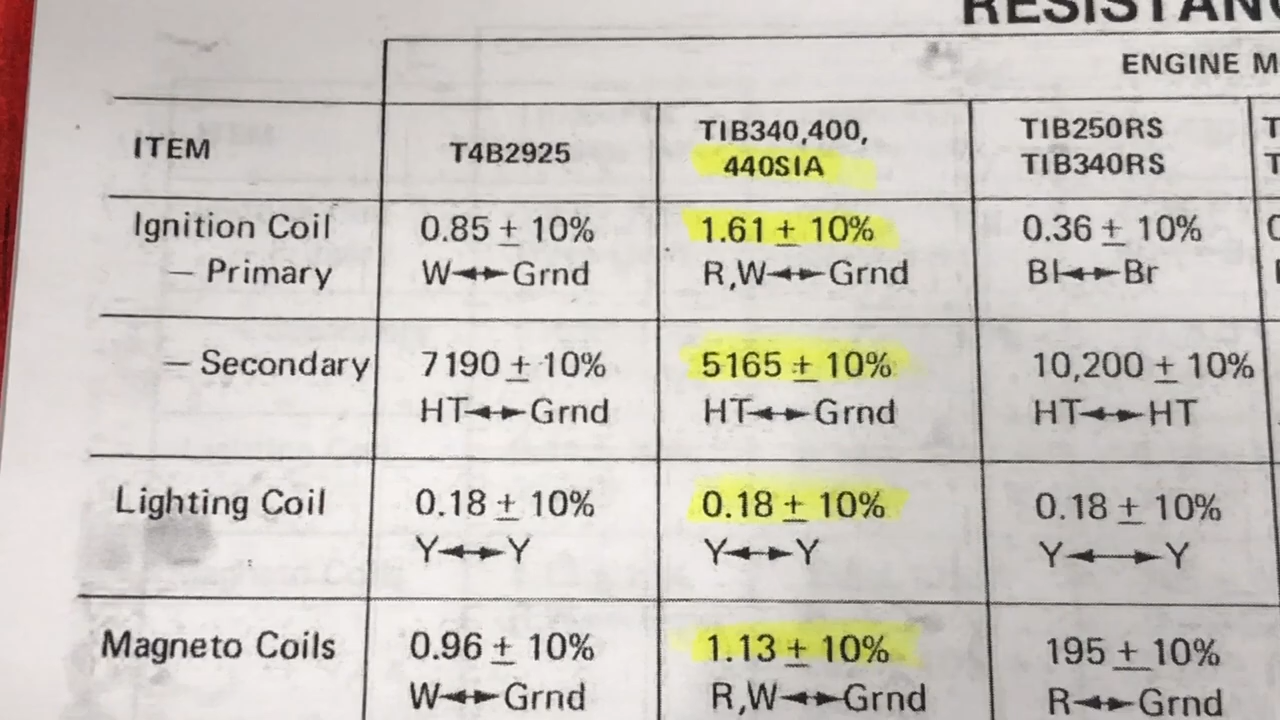 ENGINE
ITEM T4B2925 TIB340,400, 440SIA TIB250RS TIB340RS
Ignition Coil 0.85 ± 10% 1.61 ± 10% 0.36 ± 10%
— Primary W↔Grnd R,W↔Grnd Bl↔Br
— Secondary 7190 ± 10% 5165 ± 10% 10,200 ± 10%
HT↔Grnd HT↔Grnd HT↔HT
Lighting Coil 0.18 ± 10% 0.18 ± 10% 0.18 ± 10%
Y↔Y Y↔Y Y↔Y
Magneto Coils 0.96 ± 10% 1.13 ± 10% 195 ± 10%
W↔Grnd R,W↔Grnd R↔Grnd